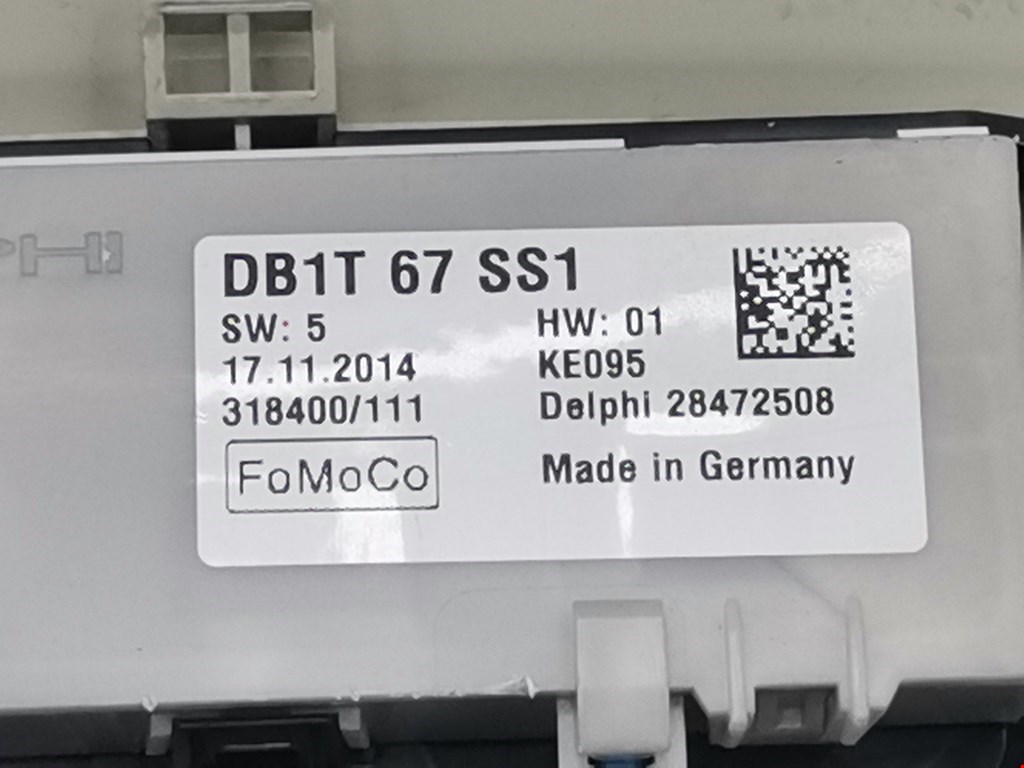 DB1T 67 SS1
SW: 5 HW: 01
17.11.2014 KE095
318400/111 Delphi 28472508
FoMoCo Made in Germany